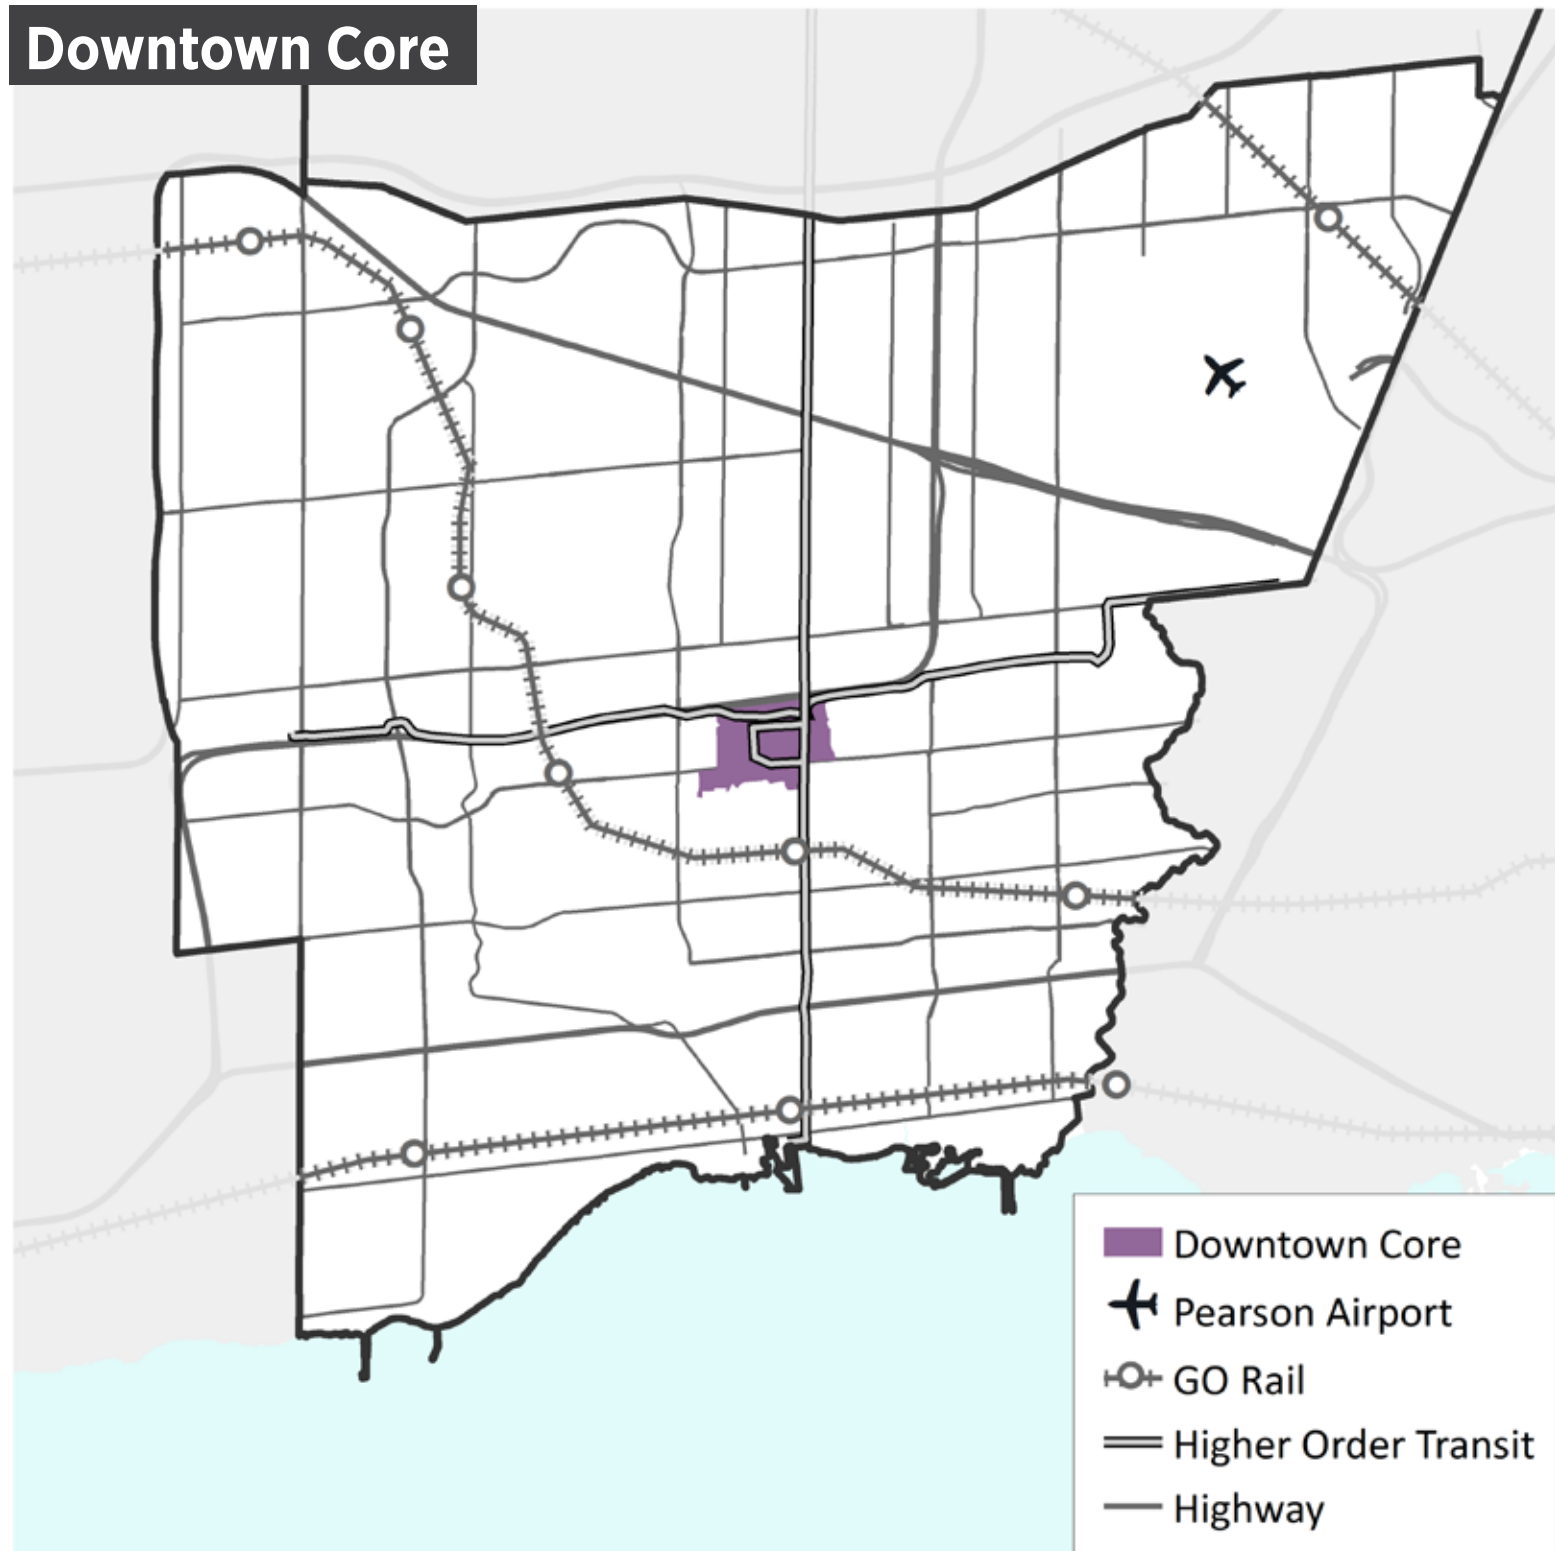 Downtown Core
Downtown Core
Pearson Airport
GO Rail
Higher Order Transit
Highway